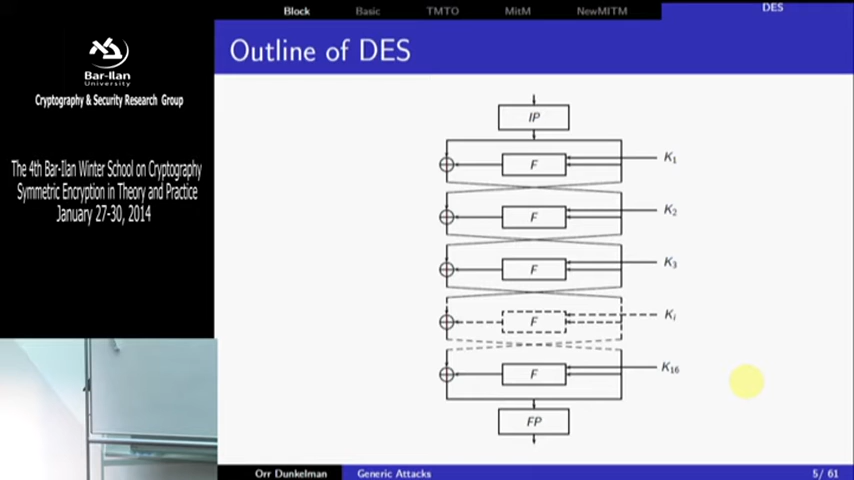 Block Basic TMTO MitM NewMITM DES
Outline of DES
Bar-Ilan
University
Cryptography & Security Research Group
The 4th Bar-Ilan Winter School on Cryptography
Symmetric Encryption in Theory and Practice
January 27-30, 2014
IP
F K1
F K2
F K3
F Ki
F K16
FP
Orr Dunkelman Generic Attacks 5/ 61